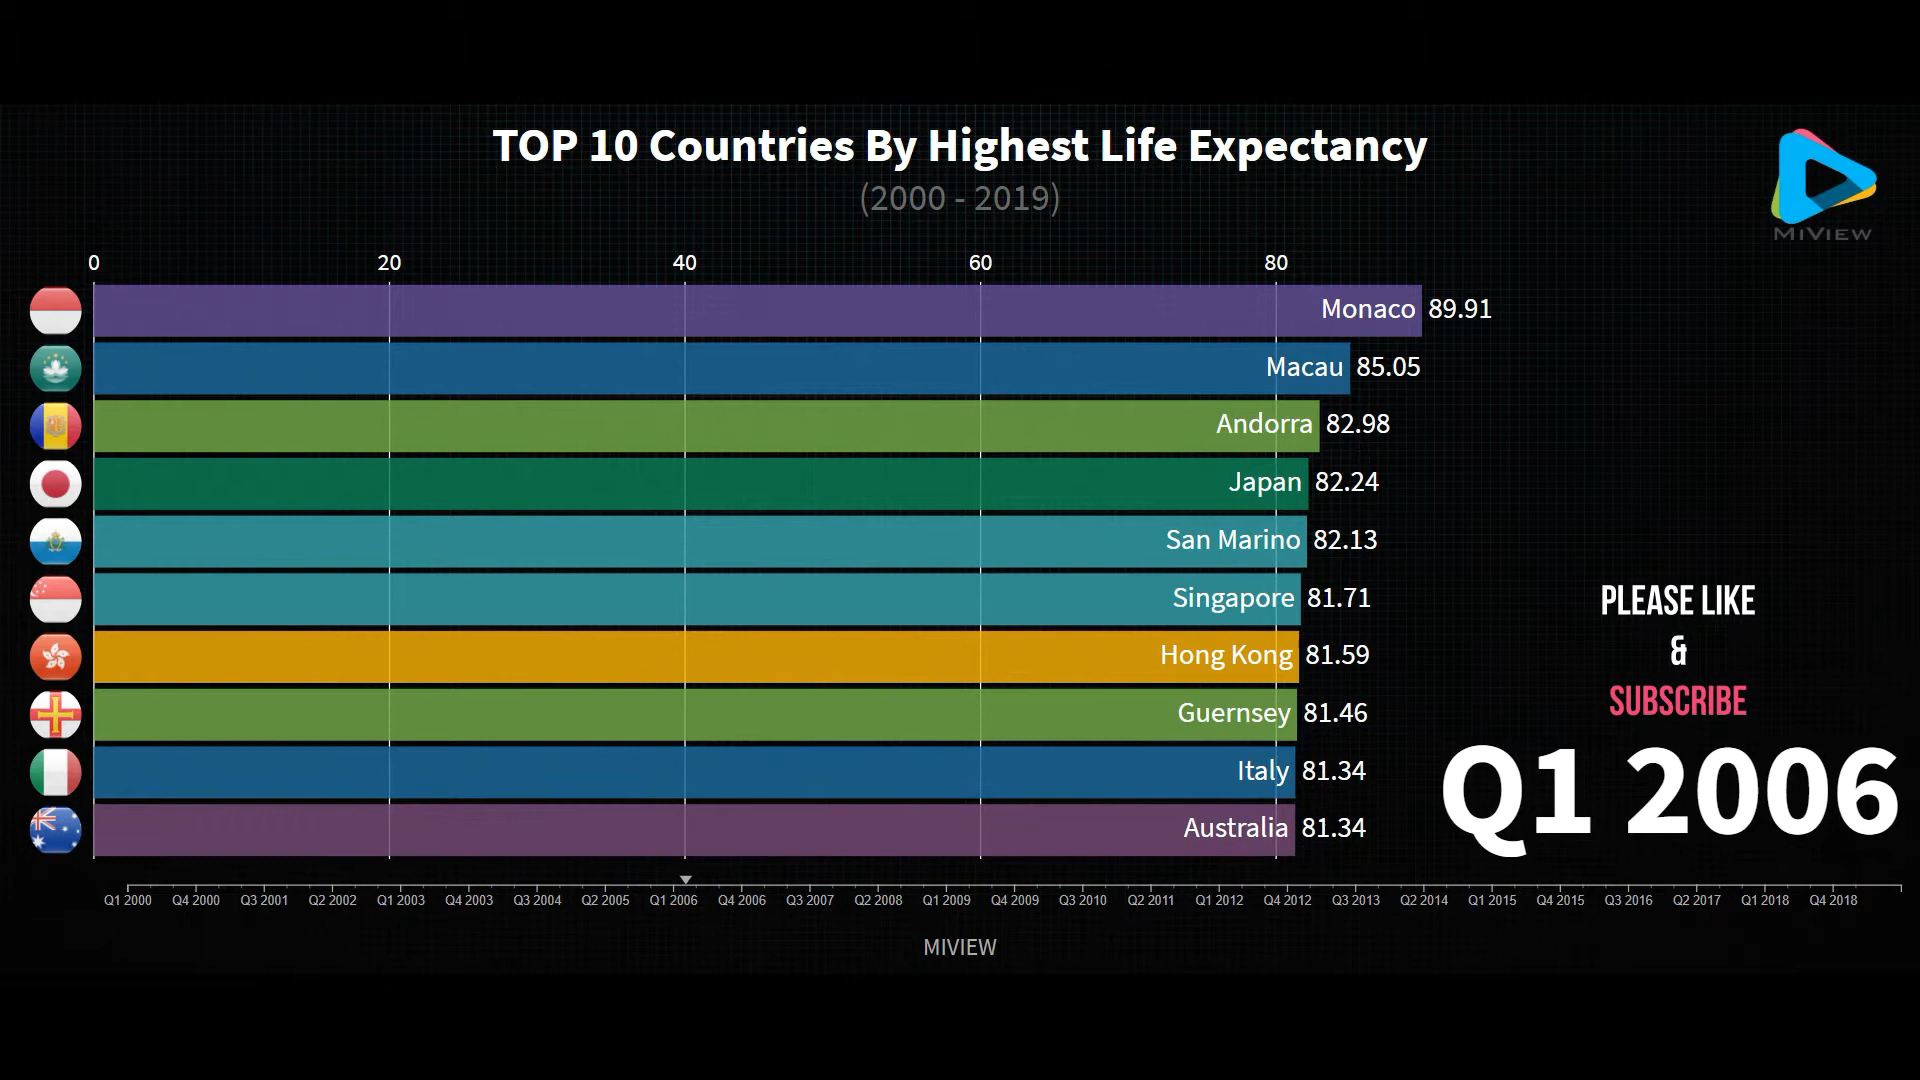 TOP 10 Countries By Highest Life Expectancy
(2000 - 2019)
MIVIEW
0 20 40 60 80
Monaco 89.91
Macau 85.05
Andorra 82.98
Japan 82.24
San Marino 82.13
Singapore 81.71
Hong Kong 81.59
Guernsey 81.46
Italy 81.34
Australia 81.34
PLEASE LIKE
&
SUBSCRIBE
Q1 2006
Q1 2000 Q4 2000 Q3 2001 Q2 2002 Q1 2003 Q4 2003 Q3 2004 Q2 2005 Q1 2006 Q4 2006 Q3 2007 Q2 2008 Q1 2009 Q4 2009 Q3 2010 Q2 2011 Q1 2012 Q4 2012 Q3 2013 Q2 2014 Q1 2015 Q4 2015 Q3 2016 Q2 2017 Q1 2018 Q4 2018
MIVIEW